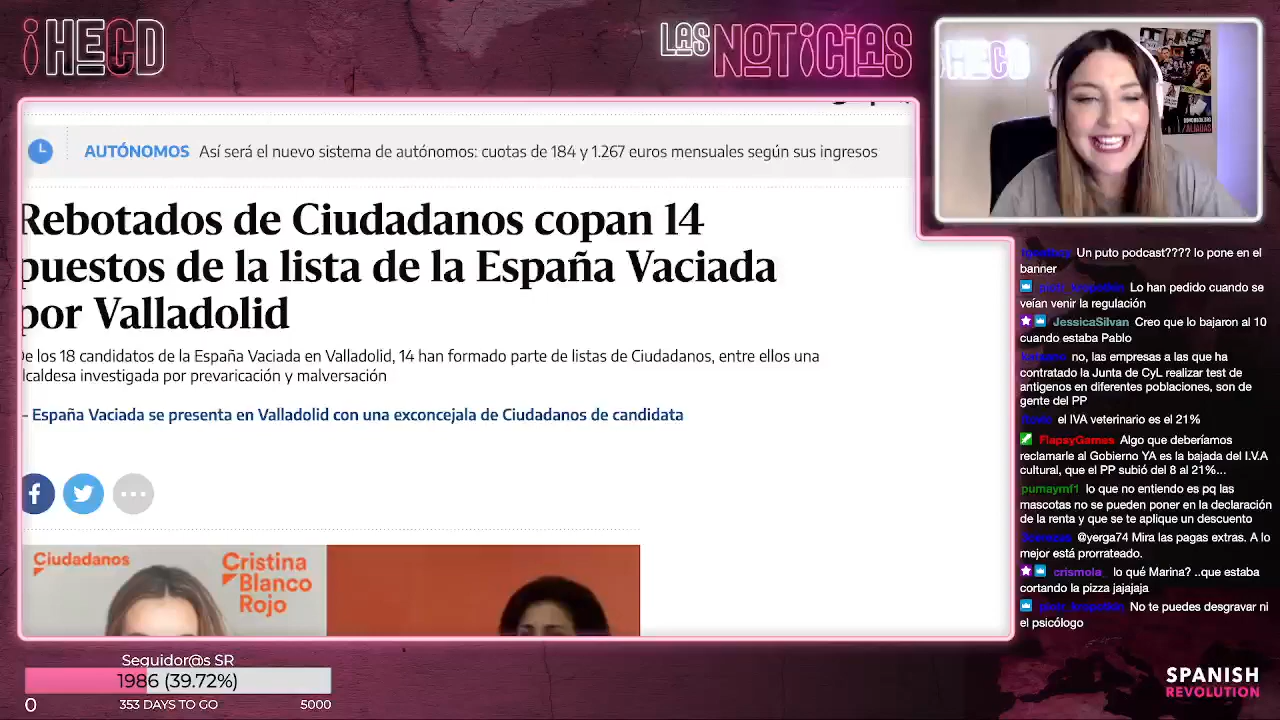 ¡HECD
LAS NOTiCiAS
HECD
AUTÓNOMOS Así será el nuevo sistema de autónomos: cuotas de 184 y 1.267 euros mensuales según sus ingresos
Rebotados de Ciudadanos copan 14
puestos de la lista de la España Vaciada
por Valladolid
De los 18 candidatos de la España Vaciada en Valladolid, 14 han formado parte de listas de Ciudadanos, entre ellos una
alcaldesa investigada por prevaricación y malversación
– España Vaciada se presenta en Valladolid con una exconcejala de Ciudadanos de candidata
Ciudadanos
Cristina
Blanco
Rojo
Un puto podcast???? lo pone en el
banner
Lo han pedido cuando se
veían venir la regulación
JessicaSilvan Creo que lo bajaron al 10
cuando estaba Pablo
no, las empresas a las que ha
contratado la Junta de CyL realizar test de
antigenos en diferentes poblaciones, son de
gente del PP
el IVA veterinario es el 21%
FlapsyGames Algo que deberíamos
reclamarle al Gobierno YA es la bajada del I.V.A
cultural, que el PP subió del 8 al 21%...
pumaymf1 lo que no entiendo es pq las
mascotas no se pueden poner en la declaración
de la renta y que se te aplique un descuento
@yerga74 Mira las pagas extras. A lo
mejor está prorrateado.
crismola_ lo qué Marina? ..que estaba
cortando la pizza jajajaja
No te puedes desgravar ni
el psicólogo
Seguidor@s SR
1986 (39.72%)
0 353 DAYS TO GO 5000
SPANISH
REVOLUTION